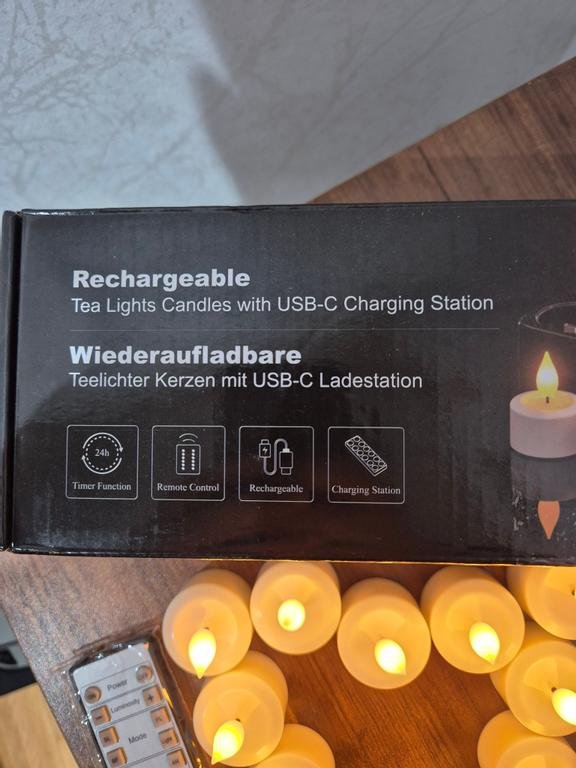 Rechargeable
Tea Lights Candles with USB-C Charging Station
Wiederaufladbare
Teelichter Kerzen mit USB-C Ladestation
24h
Timer Function
Remote Control
Rechargeable
Charging Station
Power
Luminosity
Mode